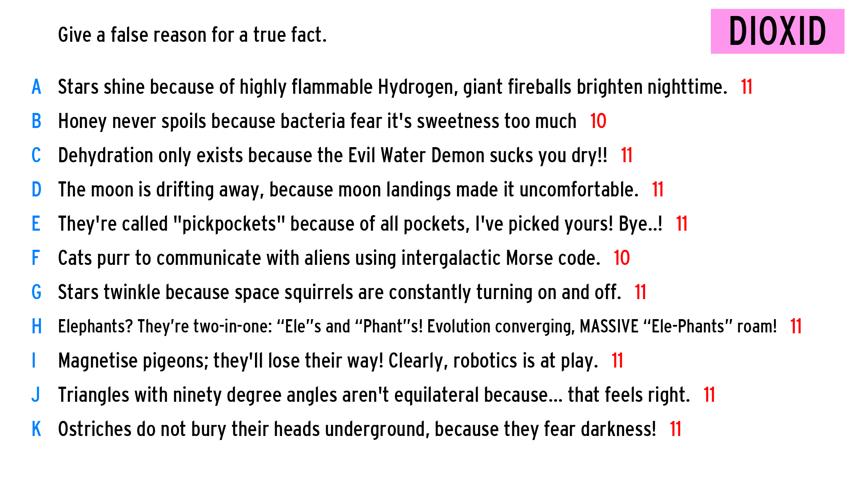 Give a false reason for a true fact.
DIOXID
A Stars shine because of highly flammable Hydrogen, giant fireballs brighten nighttime. 11
B Honey never spoils because bacteria fear it's sweetness too much 10
C Dehydration only exists because the Evil Water Demon sucks you dry!! 11
D The moon is drifting away, because moon landings made it uncomfortable. 11
E They're called "pickpockets" because of all pockets, I've picked yours! Bye..! 11
F Cats purr to communicate with aliens using intergalactic Morse code. 10
G Stars twinkle because space squirrels are constantly turning on and off. 11
H Elephants? They’re two-in-one: “Ele”s and “Phant”s! Evolution converging, MASSIVE “Ele-Phants” roam! 11
I Magnetise pigeons; they'll lose their way! Clearly, robotics is at play. 11
J Triangles with ninety degree angles aren't equilateral because... that feels right. 11
K Ostriches do not bury their heads underground, because they fear darkness! 11